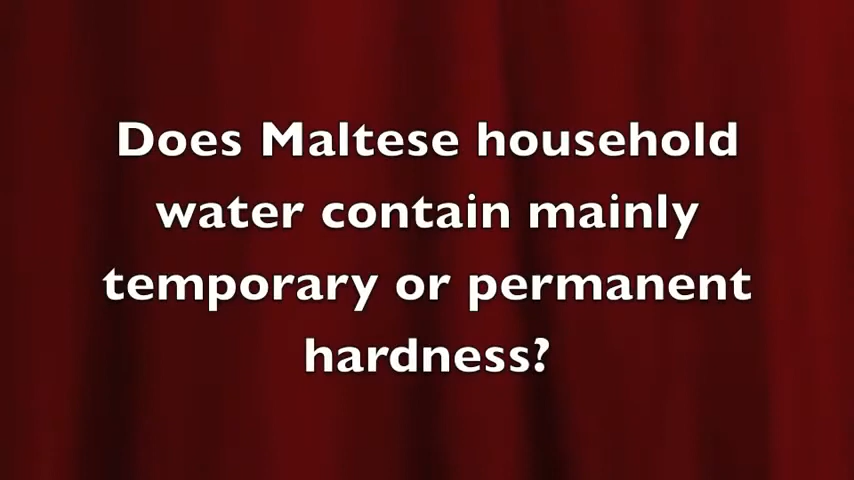 Does Maltese household
water contain mainly
temporary or permanent
hardness?